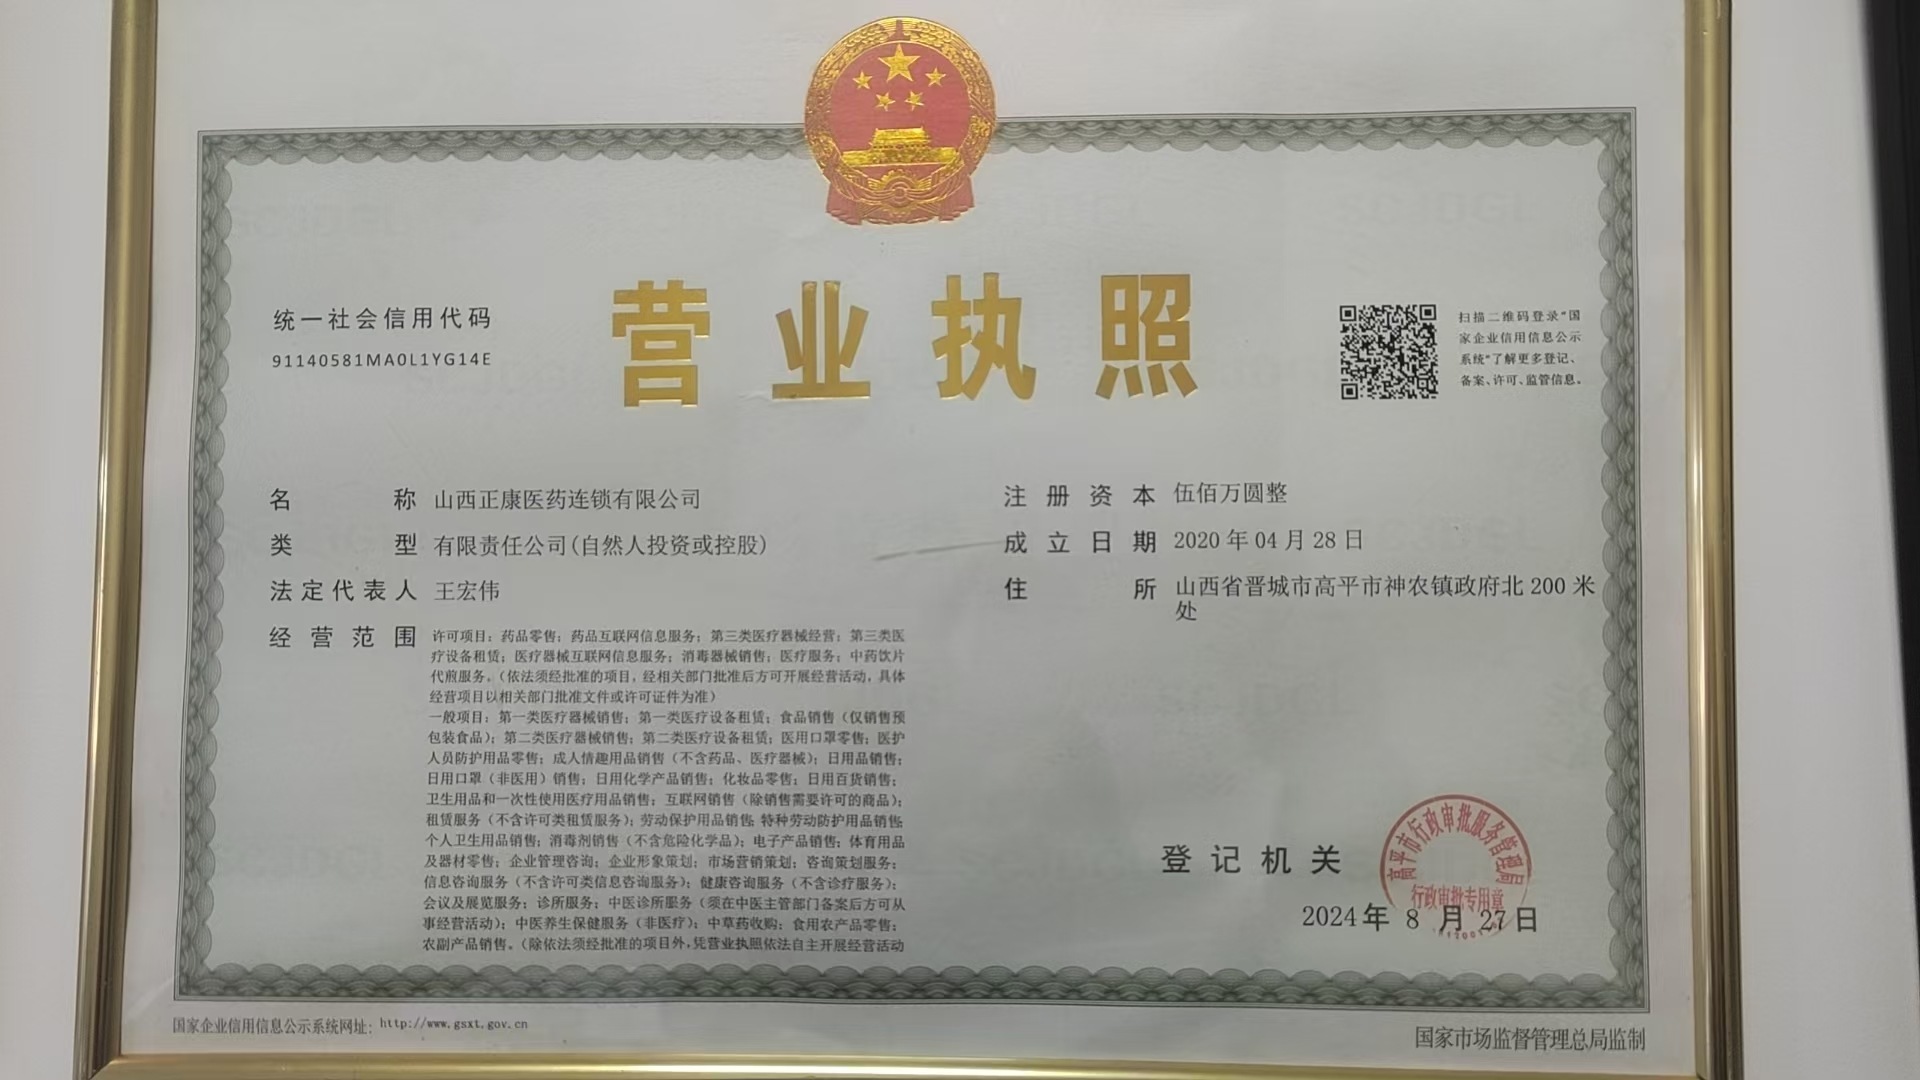 营业执照
统一社会信用代码
91140581MA0L1YG14E
扫描二维码登录“国
家企业信用信息公示
系统”了解更多登记、
备案、许可、监管信息。
名称 山西正康医药连锁有限公司
类型 有限责任公司(自然人投资或控股)
法定代表人 王宏伟
经营范围 许可项目：药品零售；药品互联网信息服务；第三类医疗器械经营；第三类医
疗设备租赁；医疗器械互联网信息服务；消毒器械销售；医疗服务；中药饮片
代煎服务。（依法须经批准的项目，经相关部门批准后方可开展经营活动，具体
经营项目以相关部门批准文件或许可证件为准）
一般项目：第一类医疗器械销售；第一类医疗设备租赁；食品销售（仅销售预
包装食品）；第二类医疗器械销售；第二类医疗设备租赁；医用口罩零售；医护
人员防护用品零售；成人情趣用品销售（不含药品、医疗器械）；日用品销售；
日用口罩（非医用）销售；日用化学产品销售；化妆品零售；日用百货销售；
卫生用品和一次性使用医疗用品销售；互联网销售（除销售需要许可的商品）；
租赁服务（不含许可类租赁服务）；劳动保护用品销售；特种劳动防护用品销售；
个人卫生用品销售；消毒剂销售（不含危险化学品）；电子产品销售；体育用品
及器材零售；企业管理咨询；企业形象策划；市场营销策划；咨询策划服务；
信息咨询服务（不含许可类信息咨询服务）；健康咨询服务（不含诊疗服务）；
会议及展览服务；诊所服务；中医诊所服务（须在中医主管部门备案后方可从
事经营活动）；中医养生保健服务（非医疗）；中草药收购；食用农产品零售；
农副产品销售。（除依法须经批准的项目外，凭营业执照依法自主开展经营活动
注册资本 伍佰万圆整
成立日期 2020年04月28日
住所 山西省晋城市高平市神农镇政府北200米
处
登记机关
高平市行政审批服务管理局
行政审批专用章
2024年8月27日
国家企业信用信息公示系统网址：http://www.gsxt.gov.cn
国家市场监督管理总局监制